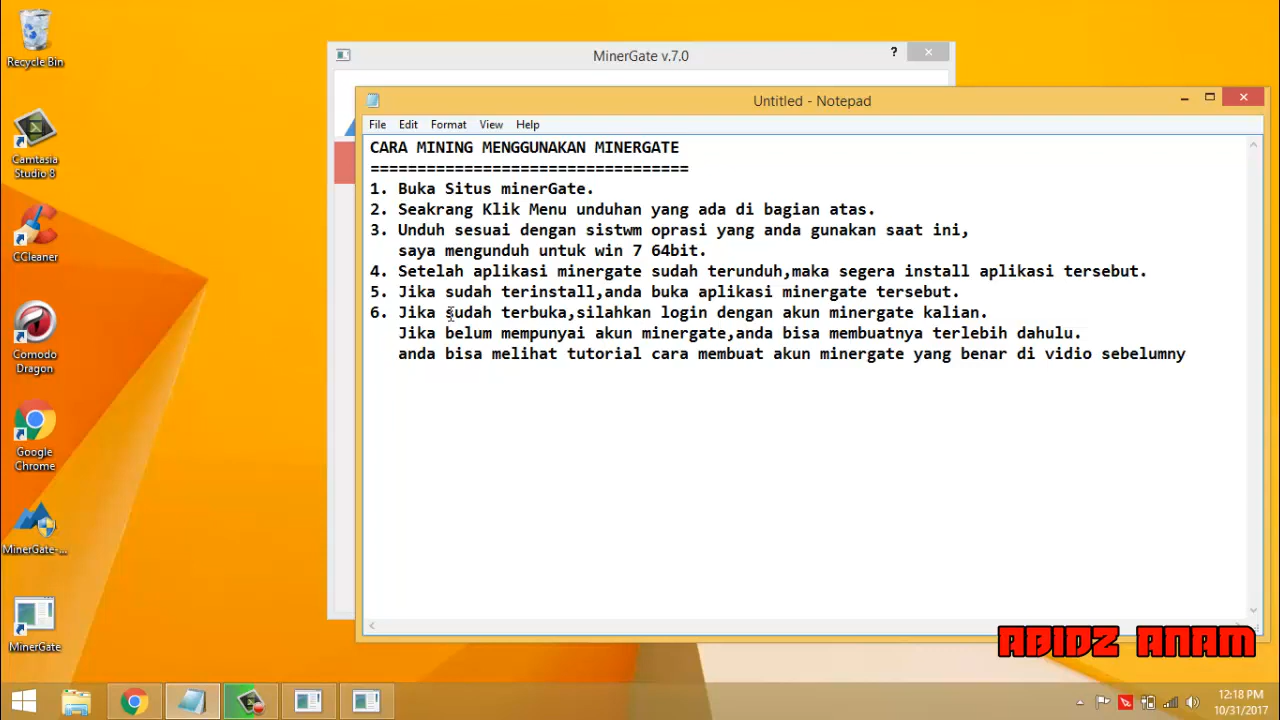 Recycle Bin
Camtasia
Studio 8
CCleaner
Comodo
Dragon
Google
Chrome
MinerGate-...
MinerGate
MinerGate v.7.0
?
Untitled - Notepad
File Edit Format View Help
CARA MINING MENGGUNAKAN MINERGATE
==================================
1. Buka Situs minerGate.
2. Seakrang Klik Menu unduhan yang ada di bagian atas.
3. Unduh sesuai dengan sistwm oprasi yang anda gunakan saat ini,
saya mengunduh untuk win 7 64bit.
4. Setelah aplikasi minergate sudah terunduh,maka segera install aplikasi tersebut.
5. Jika sudah terinstall,anda buka aplikasi minergate tersebut.
6. Jika sudah terbuka,silahkan login dengan akun minergate kalian.
Jika belum mempunyai akun minergate,anda bisa membuatnya terlebih dahulu.
anda bisa melihat tutorial cara membuat akun minergate yang benar di vidio sebelumny
ABIDZ ANAM
12:18 PM
10/31/2017